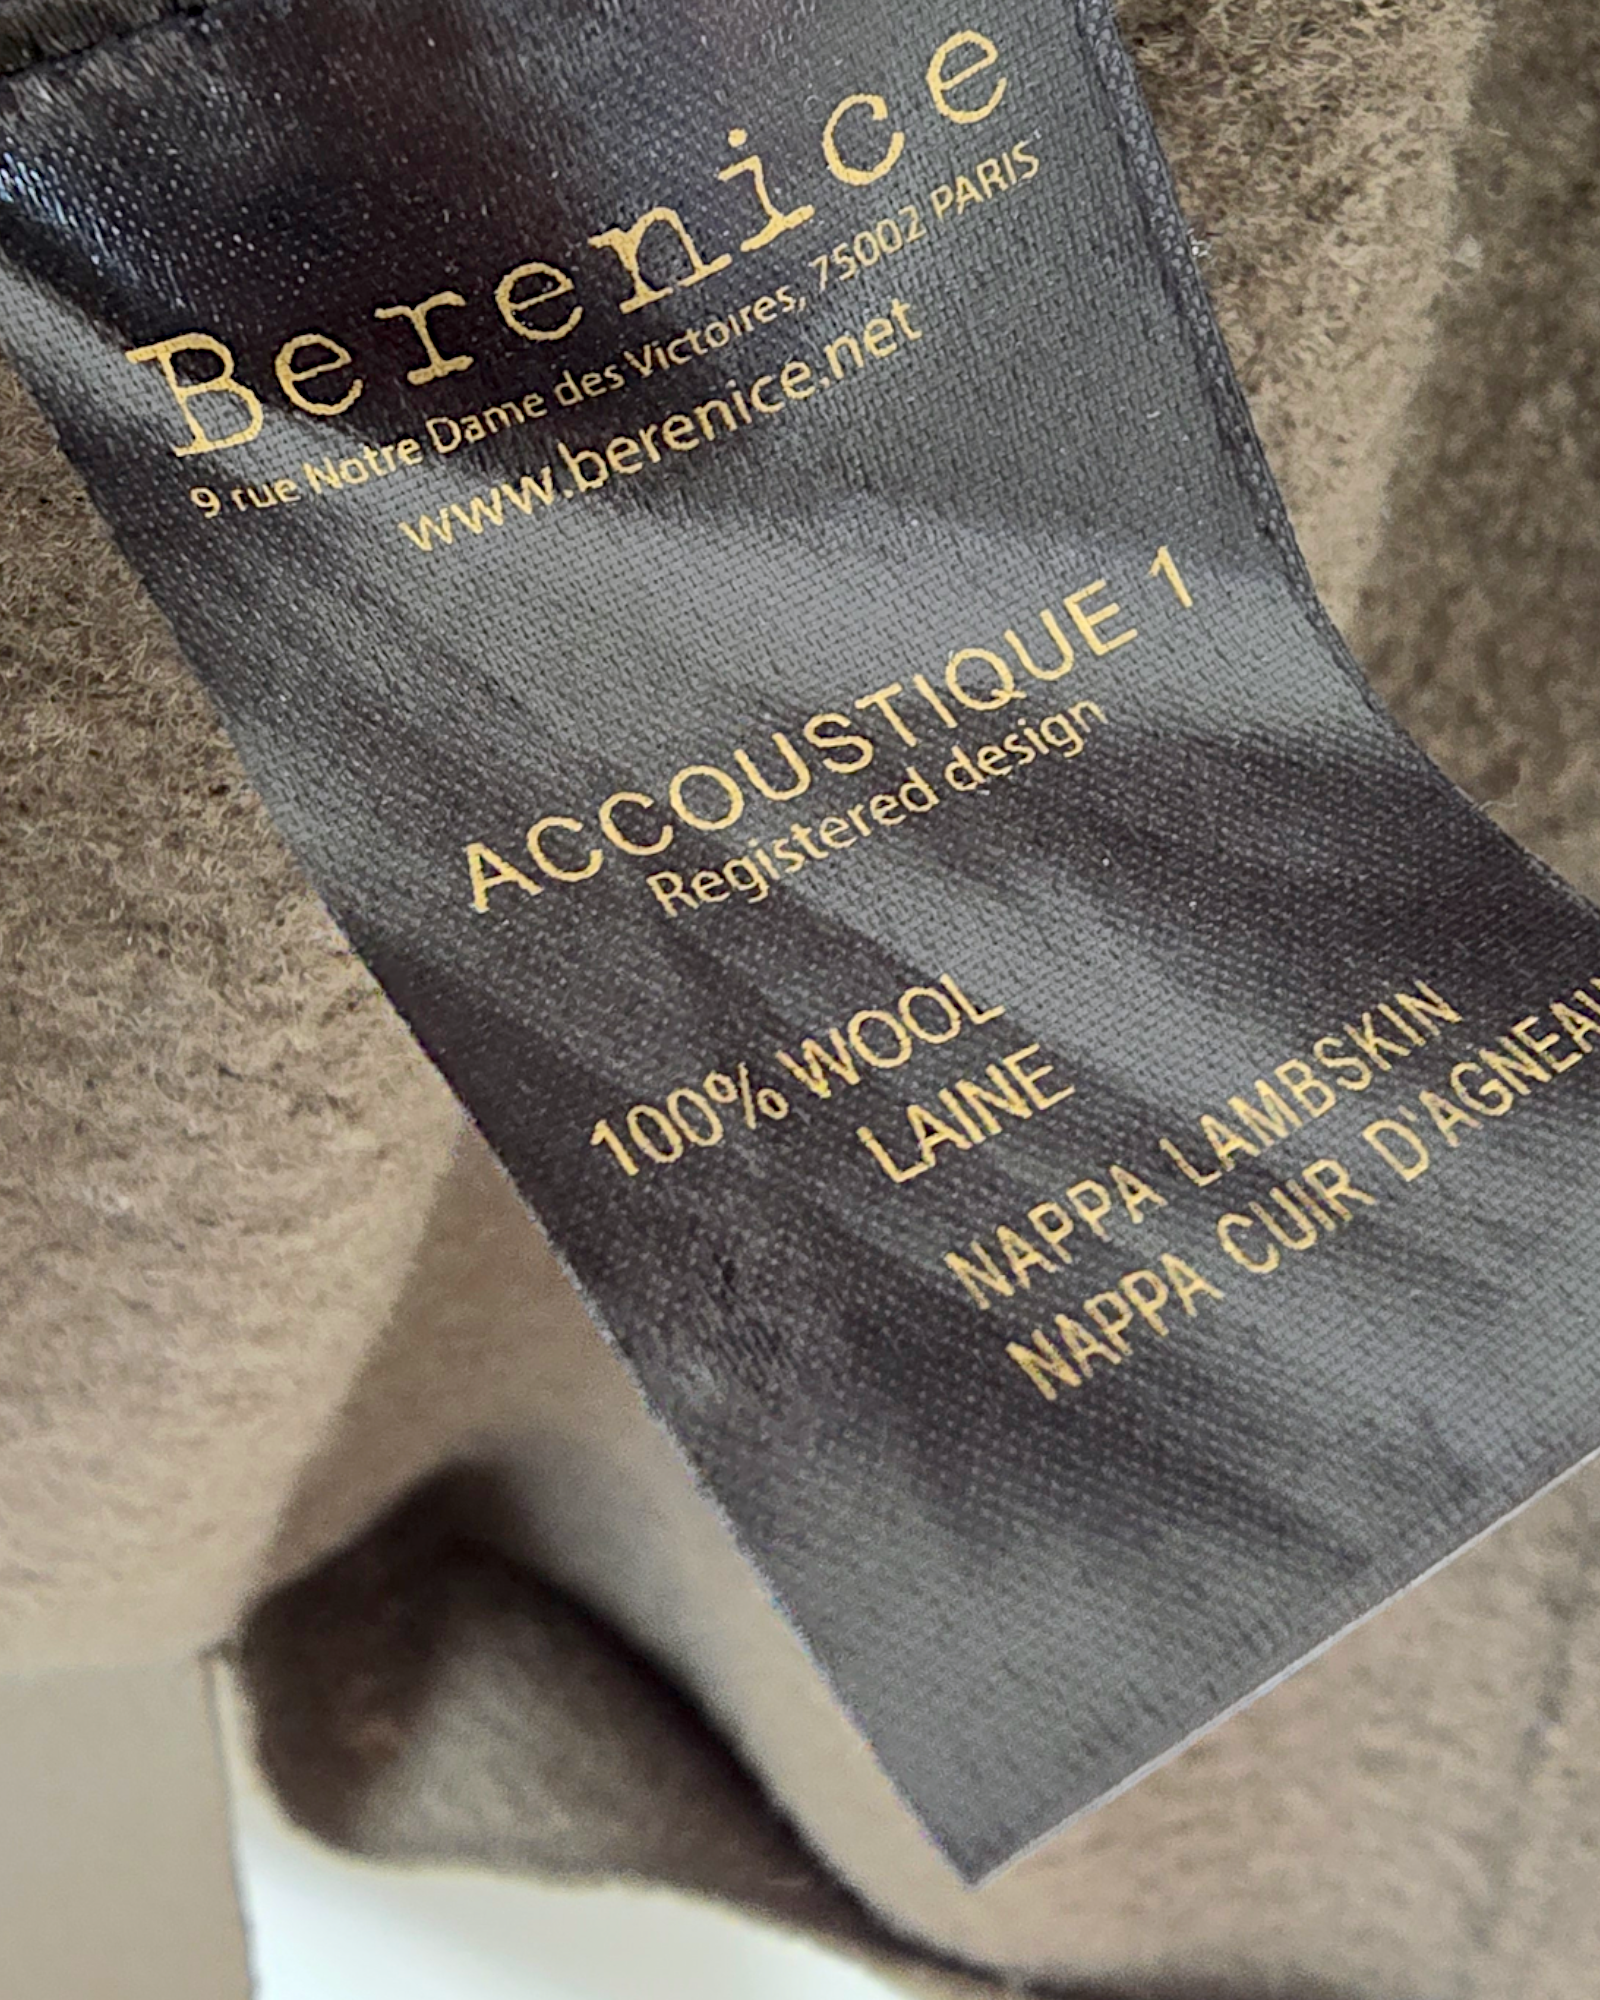 Berenice
9 rue Notre Dame des Victoires, 75002 PARIS
www.berenice.net
ACCOUSTIQUE 1
Registered design
100% WOOL
LAINE
NAPPA LAMBSKIN
NAPPA CUIR D'AGNEAU